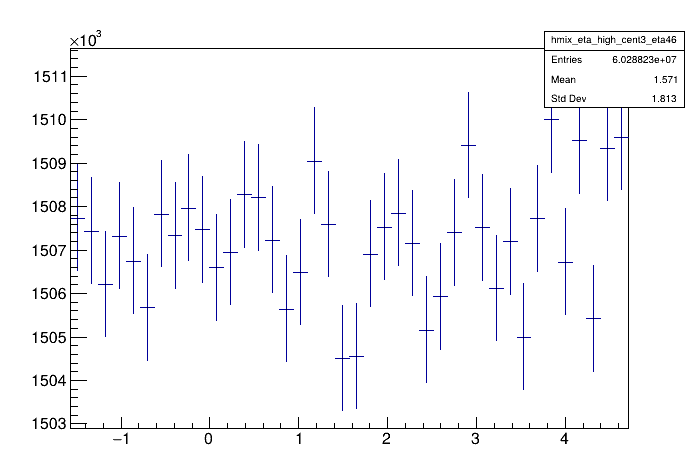 ×10³
hmix_eta_high_cent3_eta46
Entries 6.028823e+07
Mean 1.571
Std Dev 1.813
1511
1510
1509
1508
1507
1506
1505
1504
1503
−1 0 1 2 3 4